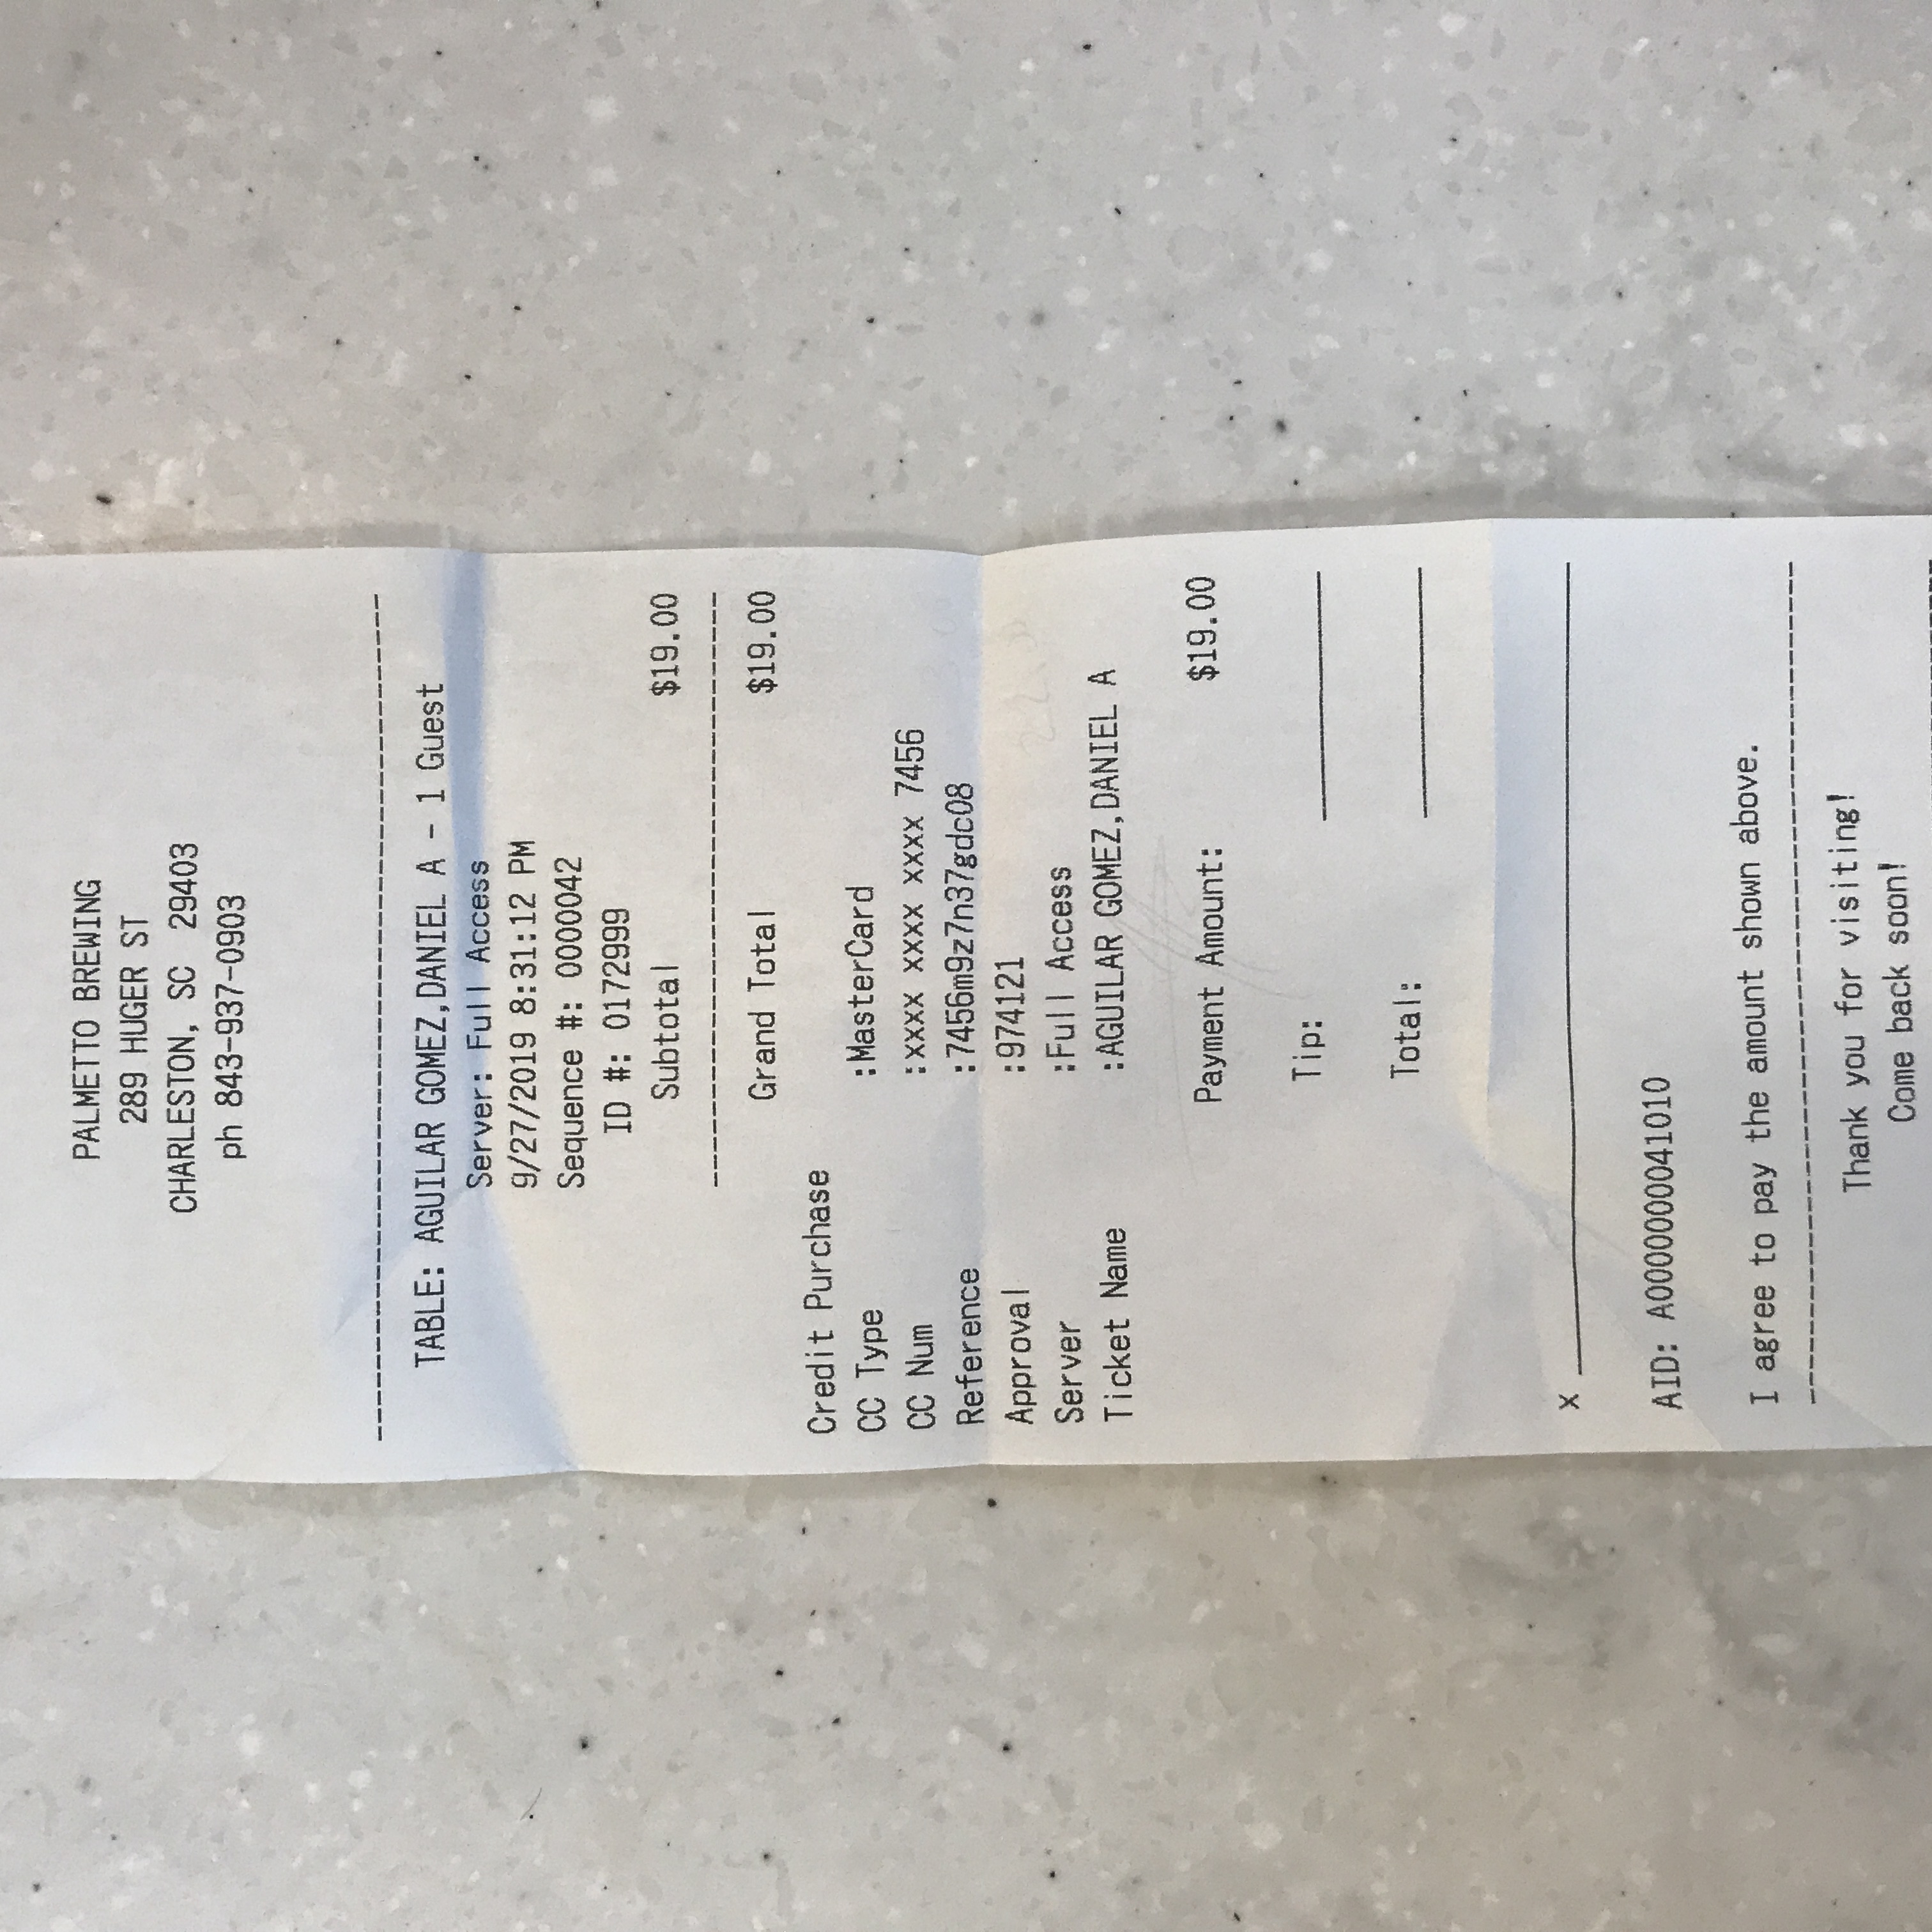 PALMETTO BREWING
289 HUGER ST
CHARLESTON, SC 29403
ph 843-937-0903
TABLE: AGUILAR GOMEZ,DANIEL A - 1 Guest
Server: Full Access
9/27/2019 8:31:12 PM
Sequence #: 0000042
ID #: 0172999
Subtotal $19.00
Grand Total $19.00
Credit Purchase
CC Type :MasterCard
CC Num :xxxx xxxx xxxx 7456
Reference :7456m9z7n37gdc08
Approval :974121
Server :Full Access
Ticket Name :AGUILAR GOMEZ,DANIEL A
Payment Amount: $19.00
Tip:
Total:
x
AID: A0000000041010
I agree to pay the amount shown above.
Thank you for visiting!
Come back soon!